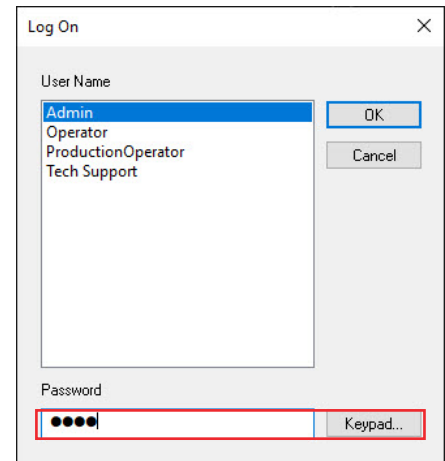 Log On
User Name
Admin
Operator
ProductionOperator
Tech Support
OK
Cancel
Password
●●●●
Keypad...